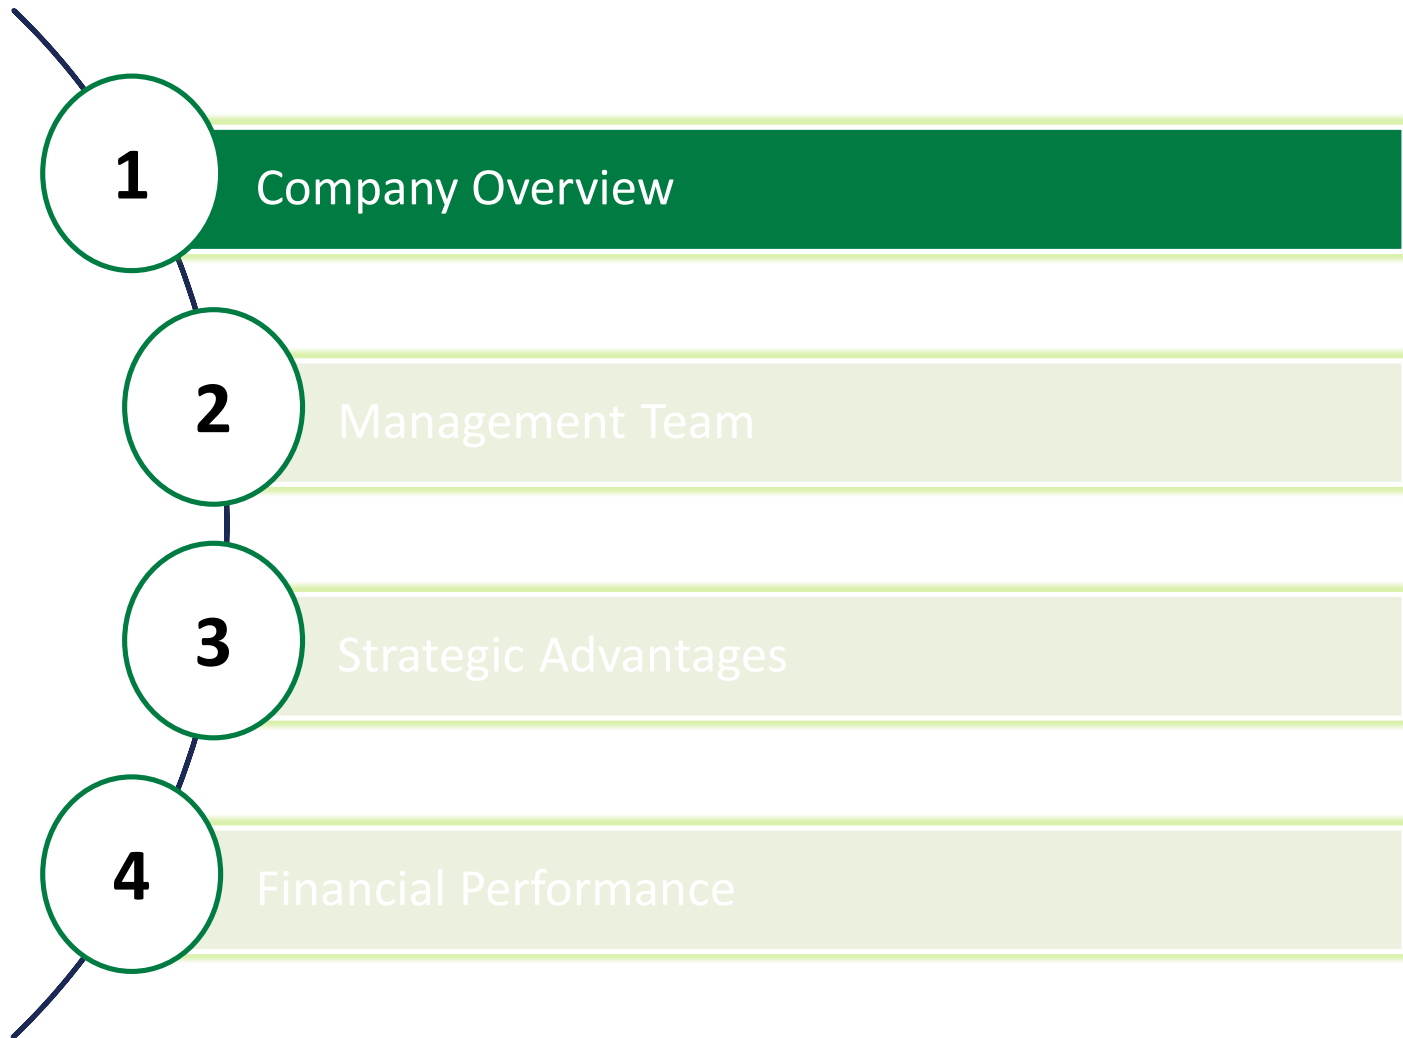 1
Company Overview
2
Management Team
3
Strategic Advantages
4
Financial Performance